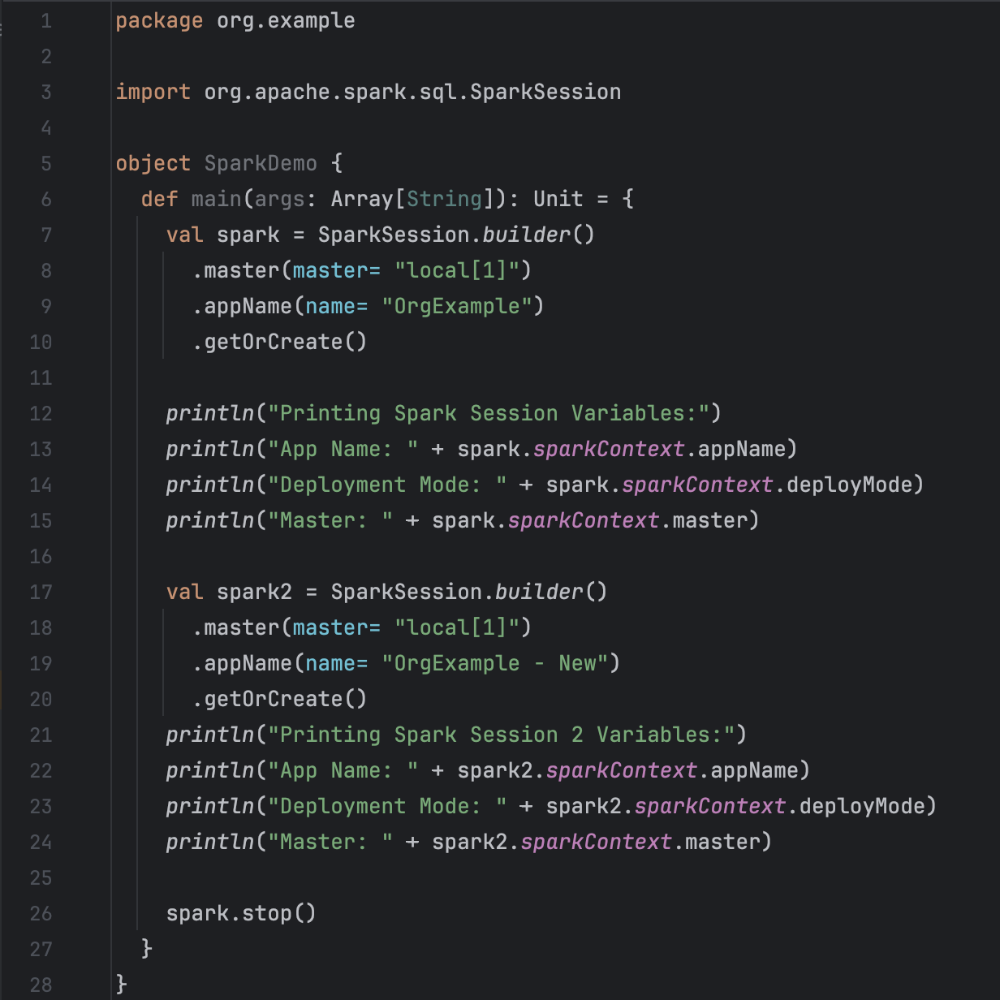 1 package org.example
2
3 import org.apache.spark.sql.SparkSession
4
5 object SparkDemo {
6   def main(args: Array[String]): Unit = {
7     val spark = SparkSession.builder()
8       .master(master= "local[1]")
9       .appName(name= "OrgExample")
10       .getOrCreate()
11
12     println("Printing Spark Session Variables:")
13     println("App Name: " + spark.sparkContext.appName)
14     println("Deployment Mode: " + spark.sparkContext.deployMode)
15     println("Master: " + spark.sparkContext.master)
16
17     val spark2 = SparkSession.builder()
18       .master(master= "local[1]")
19       .appName(name= "OrgExample - New")
20       .getOrCreate()
21     println("Printing Spark Session 2 Variables:")
22     println("App Name: " + spark2.sparkContext.appName)
23     println("Deployment Mode: " + spark2.sparkContext.deployMode)
24     println("Master: " + spark2.sparkContext.master)
25
26     spark.stop()
27   }
28 }